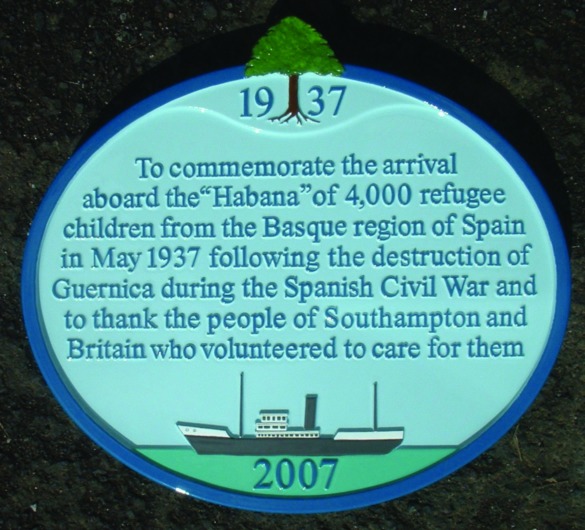 1937
To commemorate the arrival
aboard the "Habana" of 4,000 refugee
children from the Basque region of Spain
in May 1937 following the destruction of
Guernica during the Spanish Civil War and
to thank the people of Southampton and
Britain who volunteered to care for them
2007